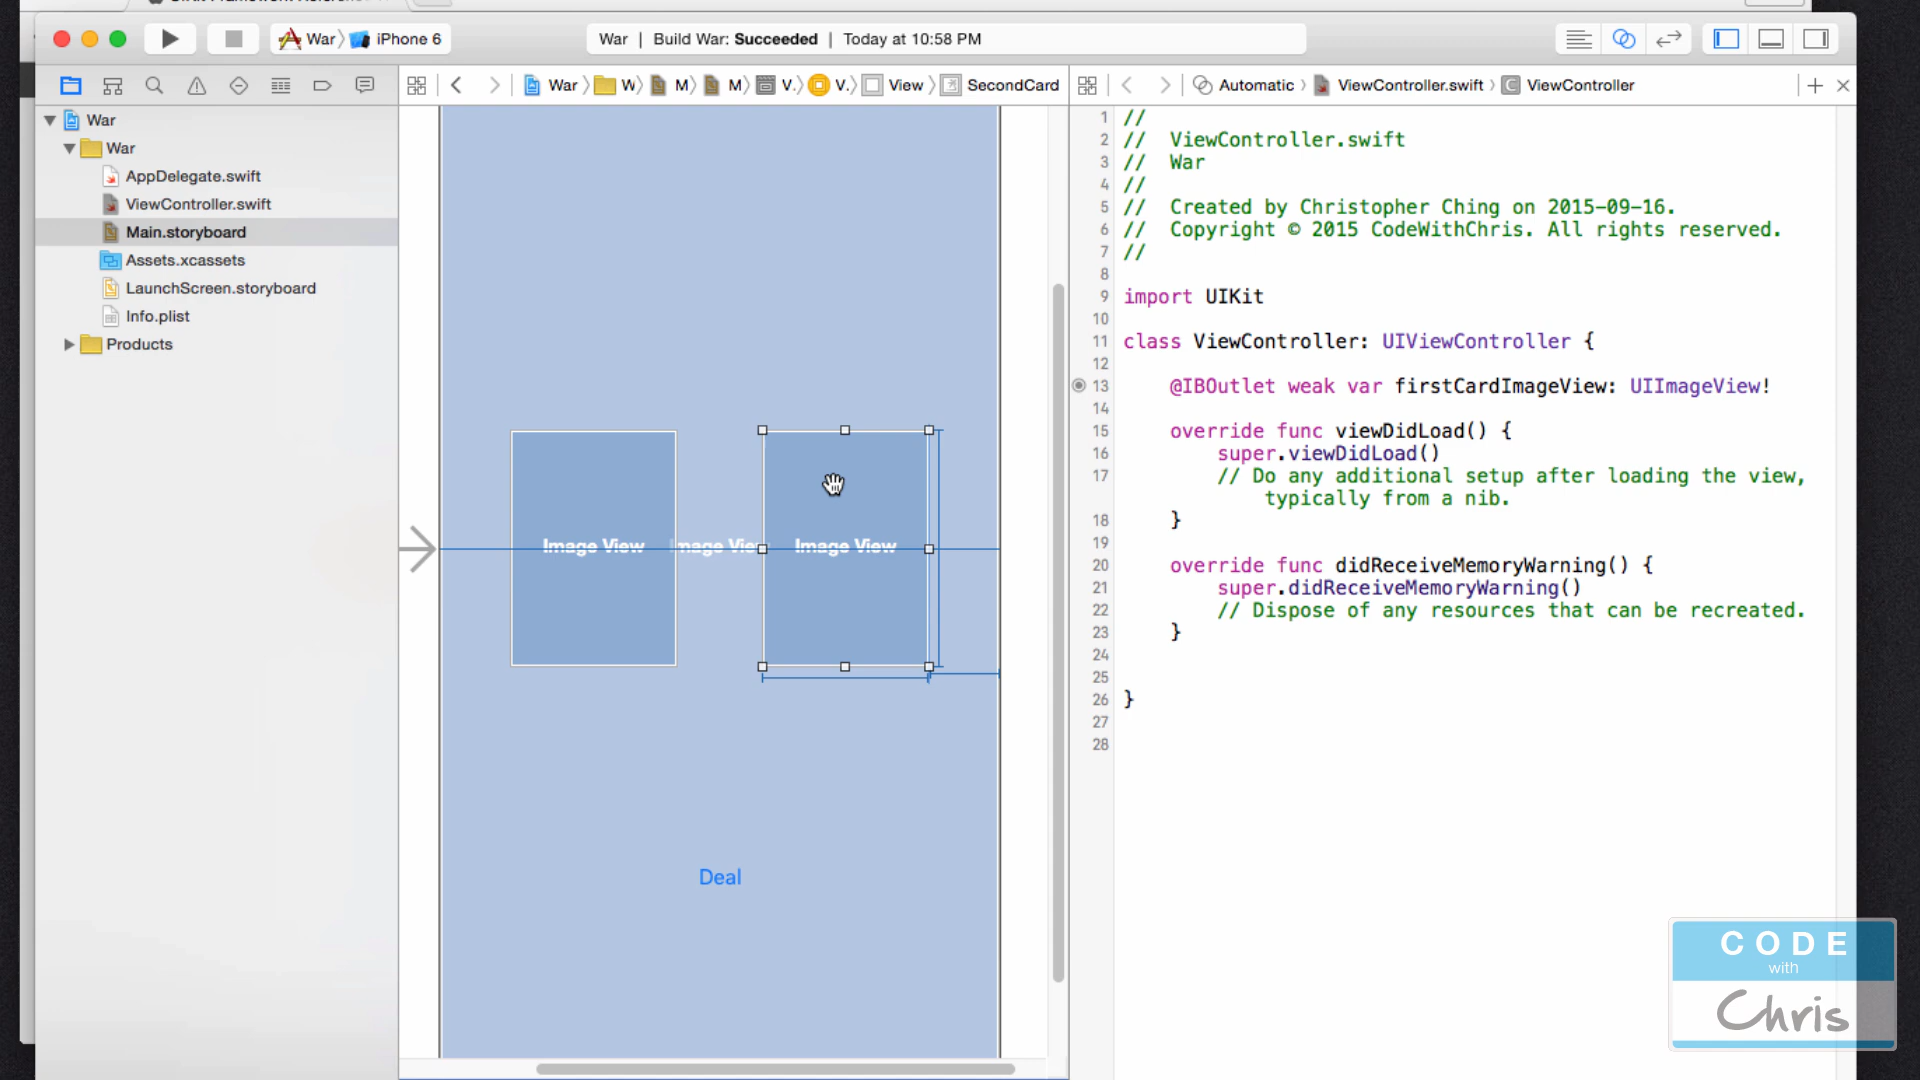 War 〉 iPhone 6
War | Build War: Succeeded | Today at 10:58 PM
War 〉 W 〉 M 〉 M 〉 V. 〉 V. 〉 View 〉 SecondCard
Automatic 〉 ViewController.swift 〉 C ViewController
War
War
AppDelegate.swift
ViewController.swift
Main.storyboard
Assets.xcassets
LaunchScreen.storyboard
Info.plist
Products
Image View
Image View
Image View
Deal
1 //
2 //  ViewController.swift
3 //  War
4 //
5 //  Created by Christopher Ching on 2015-09-16.
6 //  Copyright © 2015 CodeWithChris. All rights reserved.
7 //
8
9 import UIKit
10
11 class ViewController: UIViewController {
12
13 @IBOutlet weak var firstCardImageView: UIImageView!
14
15 override func viewDidLoad() {
16 super.viewDidLoad()
17 // Do any additional setup after loading the view,
typically from a nib.
18 }
19
20 override func didReceiveMemoryWarning() {
21 super.didReceiveMemoryWarning()
22 // Dispose of any resources that can be recreated.
23 }
24
25
26 }
27
28
CODE
with
Chris